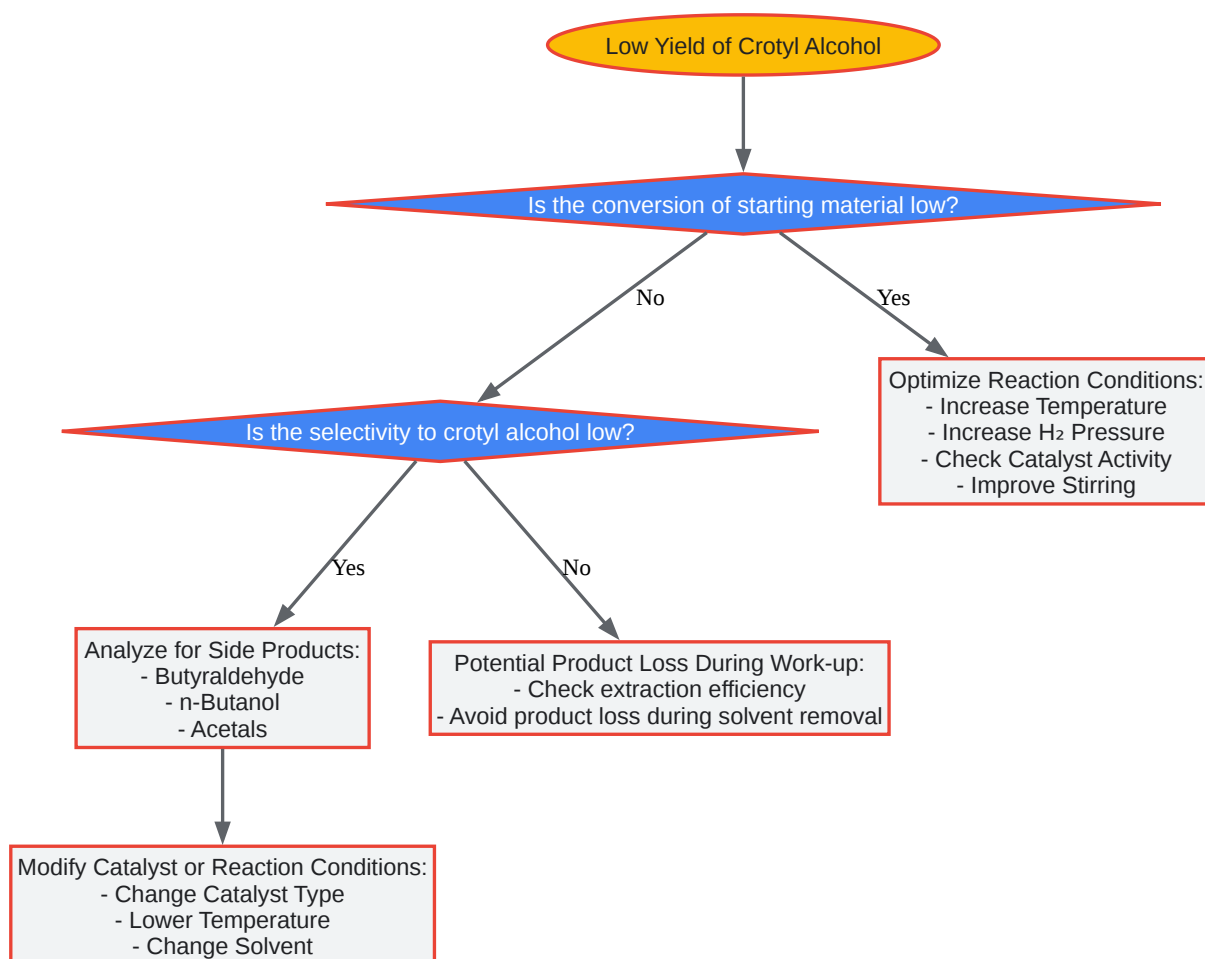 Low Yield of Crotyl Alcohol
Is the conversion of starting material low?
No
Yes
Optimize Reaction Conditions:
- Increase Temperature
- Increase H₂ Pressure
- Check Catalyst Activity
- Improve Stirring
Is the selectivity to crotyl alcohol low?
Yes
No
Analyze for Side Products:
- Butyraldehyde
- n-Butanol
- Acetals
Potential Product Loss During Work-up:
- Check extraction efficiency
- Avoid product loss during solvent removal
Modify Catalyst or Reaction Conditions:
- Change Catalyst Type
- Lower Temperature
- Change Solvent